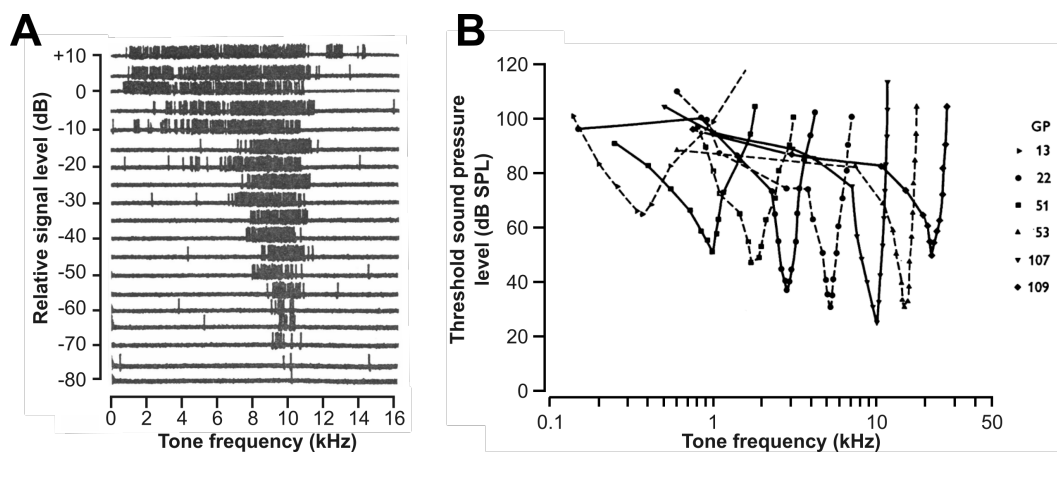 A
Relative signal level (dB)
+10
0
-10
-20
-30
-40
-50
-60
-70
-80
0 2 4 6 8 10 12 14 16
Tone frequency (kHz)
B
Threshold sound pressure
level (dB SPL)
120
100
80
60
40
20
0
0.1 1 10 50
Tone frequency (kHz)
GP
13
22
51
53
107
109